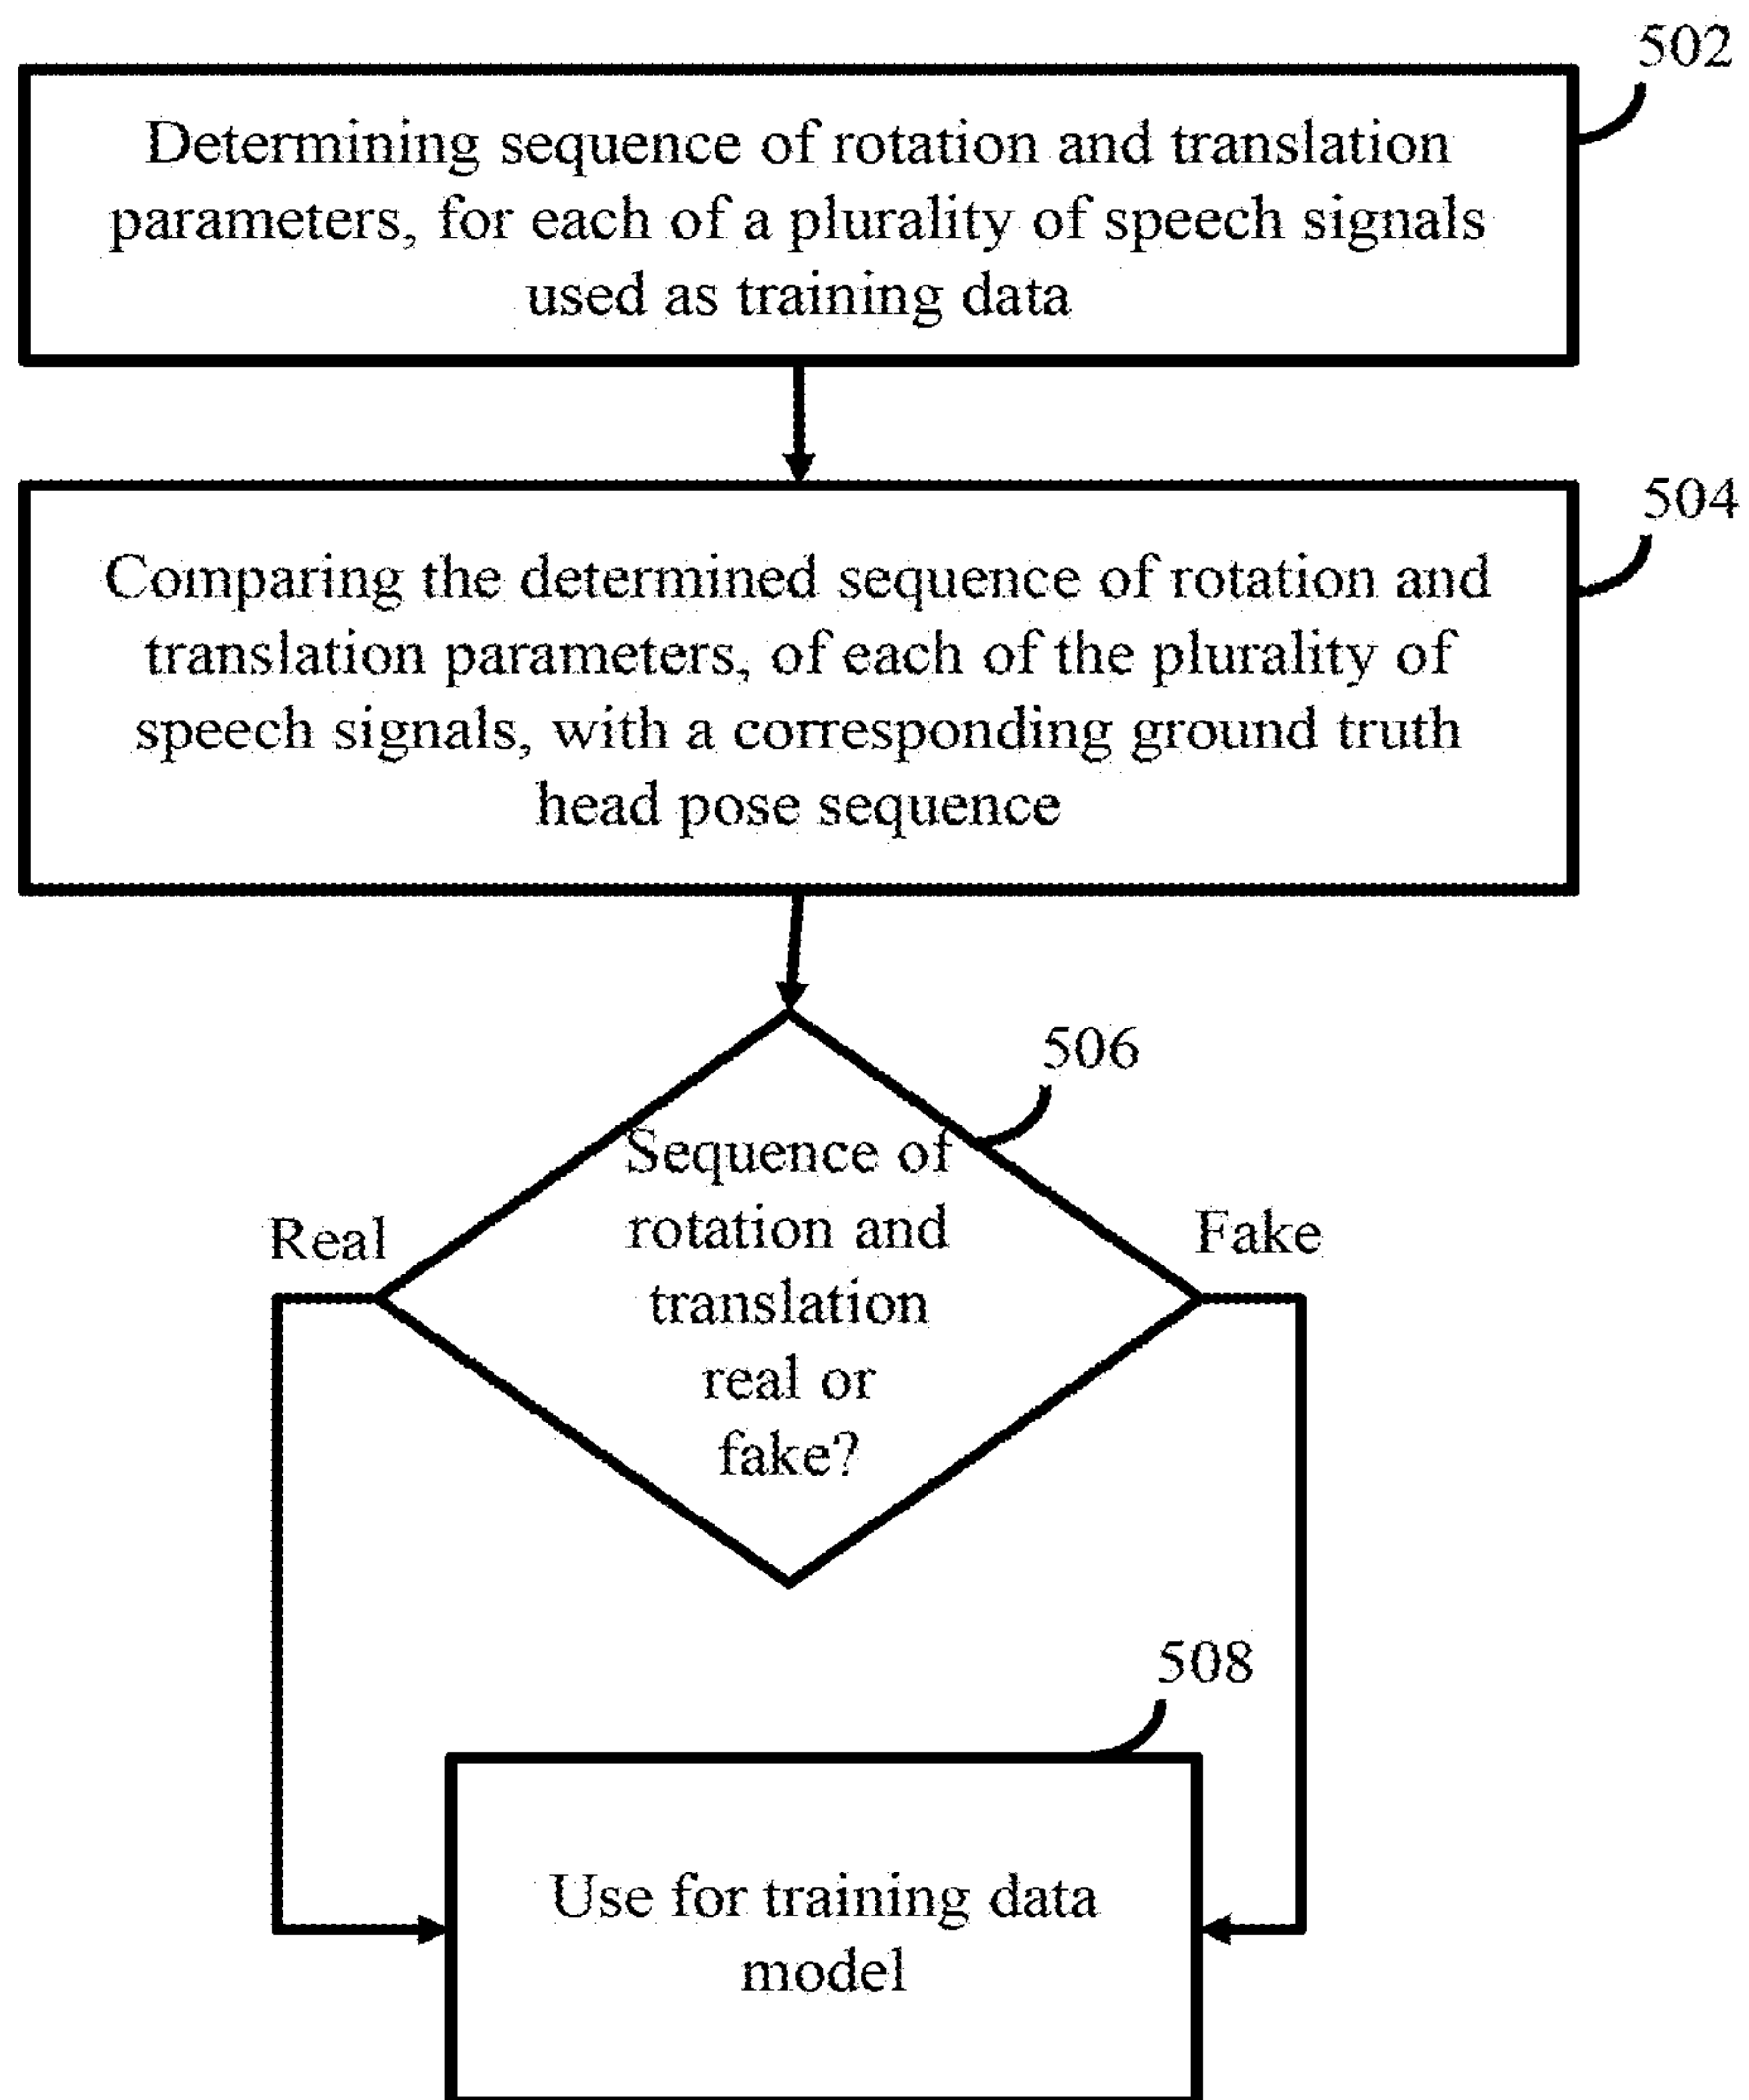 502
Determining sequence of rotation and translation
parameters, for each of a plurality of speech signals
used as training data
504
Comparing the determined sequence of rotation and
translation parameters, of each of the plurality of
speech signals, with a corresponding ground truth
head pose sequence
506
Sequence of
rotation and
translation
real or
fake?
Real
Fake
508
Use for training data
model